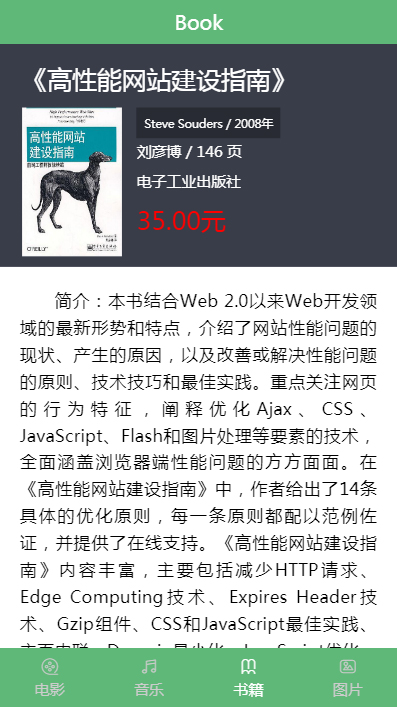 Book
《高性能网站建设指南》
高性能网站
建设指南
O'REILLY
Steve Souders / 2008年
刘彦博 / 146 页
电子工业出版社
35.00元
简介：本书结合Web 2.0以来Web开发领
域的最新形势和特点，介绍了网站性能问题的
现状、产生的原因，以及改善或解决性能问题
的原则、技术技巧和最佳实践。重点关注网页
的行为特征，阐释优化Ajax、CSS、
JavaScript、Flash和图片处理等要素的技术，
全面涵盖浏览器端性能问题的方方面面。在
《高性能网站建设指南》中，作者给出了14条
具体的优化原则，每一条原则都配以范例佐
证，并提供了在线支持。《高性能网站建设指
南》内容丰富，主要包括减少HTTP请求、
Edge Computing技术、Expires Header技
术、Gzip组件、CSS和JavaScript最佳实践、
电影
音乐
书籍
图片